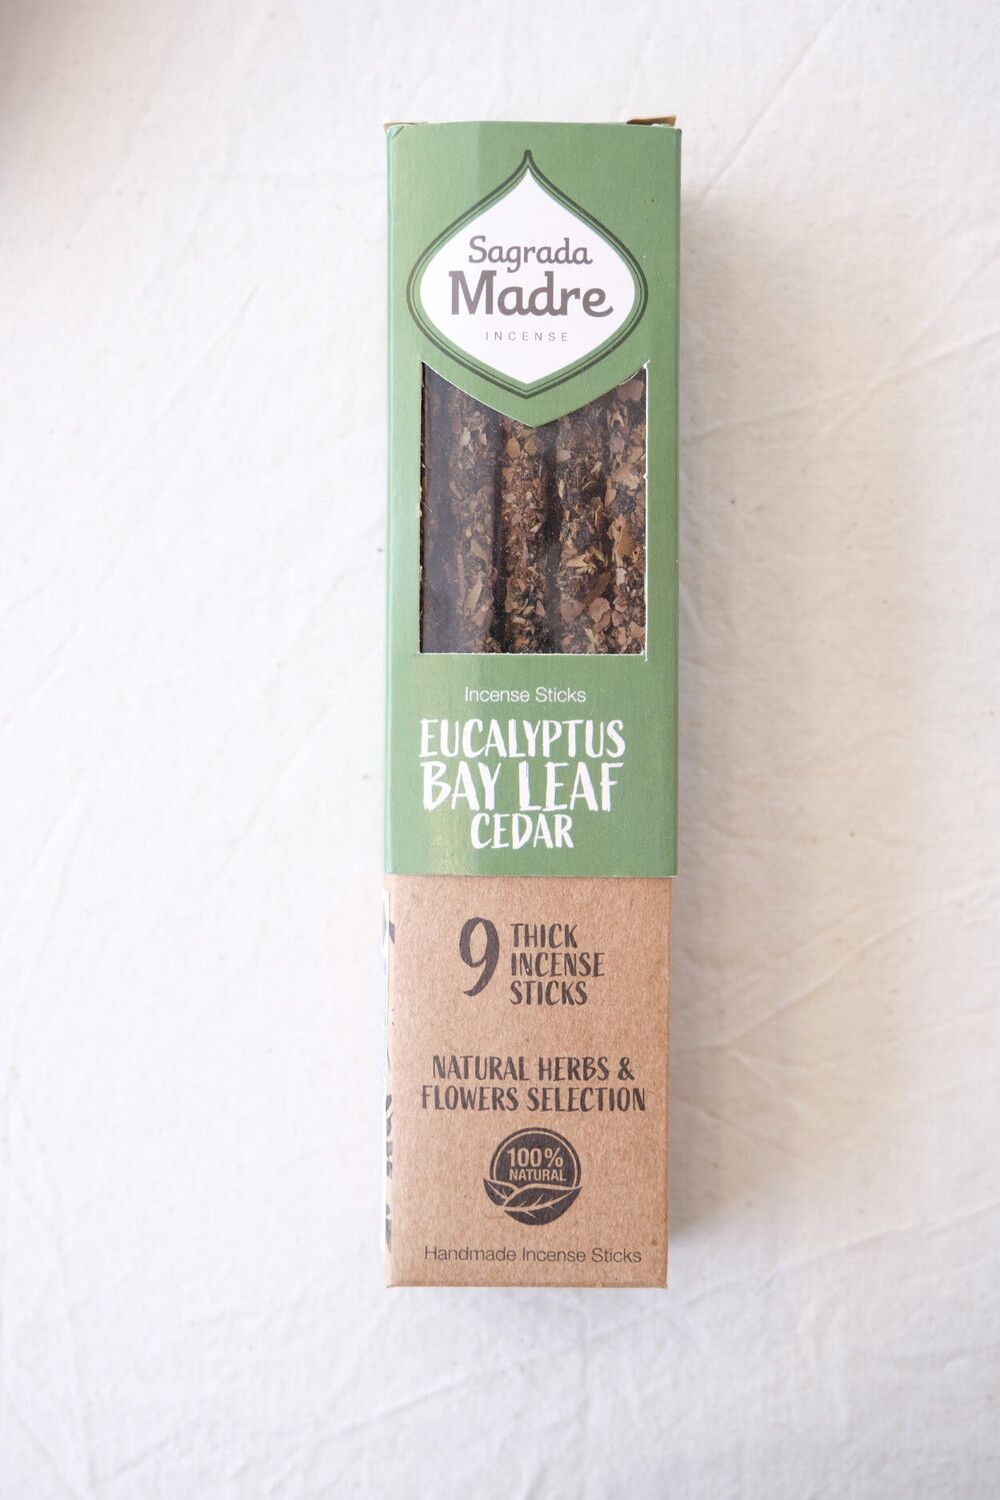 Sagrada
Madre
INCENSE
Incense Sticks
EUCALYPTUS
BAY LEAF
CEDAR
9 THICK
INCENSE
STICKS
NATURAL HERBS &
FLOWERS SELECTION
100%
NATURAL
Handmade Incense Sticks